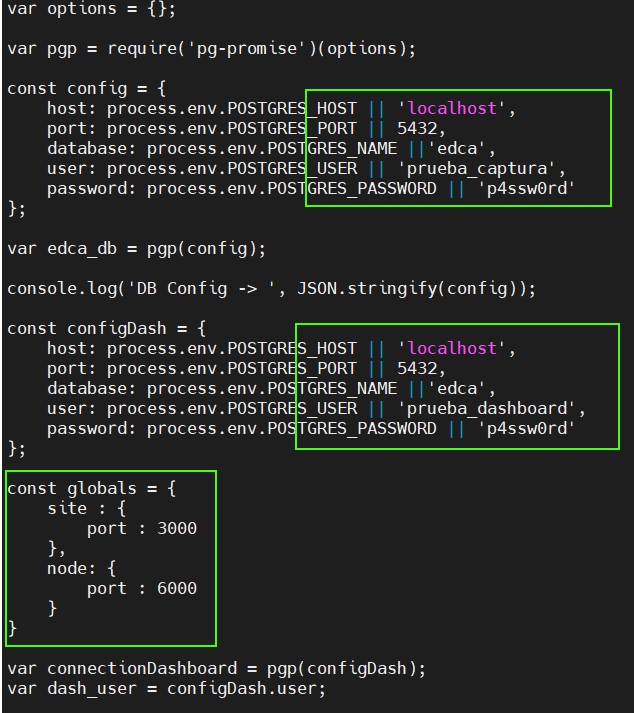 var options = {};
var pgp = require('pg-promise')(options);
const config = {
    host: process.env.POSTGRES_HOST || 'localhost',
    port: process.env.POSTGRES_PORT || 5432,
    database: process.env.POSTGRES_NAME ||'edca',
    user: process.env.POSTGRES_USER || 'prueba_captura',
    password: process.env.POSTGRES_PASSWORD || 'p4ssw0rd'
};
var edca_db = pgp(config);
console.log('DB Config -> ', JSON.stringify(config));
const configDash = {
    host: process.env.POSTGRES_HOST || 'localhost',
    port: process.env.POSTGRES_PORT || 5432,
    database: process.env.POSTGRES_NAME ||'edca',
    user: process.env.POSTGRES_USER || 'prueba_dashboard',
    password: process.env.POSTGRES_PASSWORD || 'p4ssw0rd'
};
const globals = {
    site : {
        port : 3000
    },
    node: {
        port : 6000
    }
}
var connectionDashboard = pgp(configDash);
var dash_user = configDash.user;